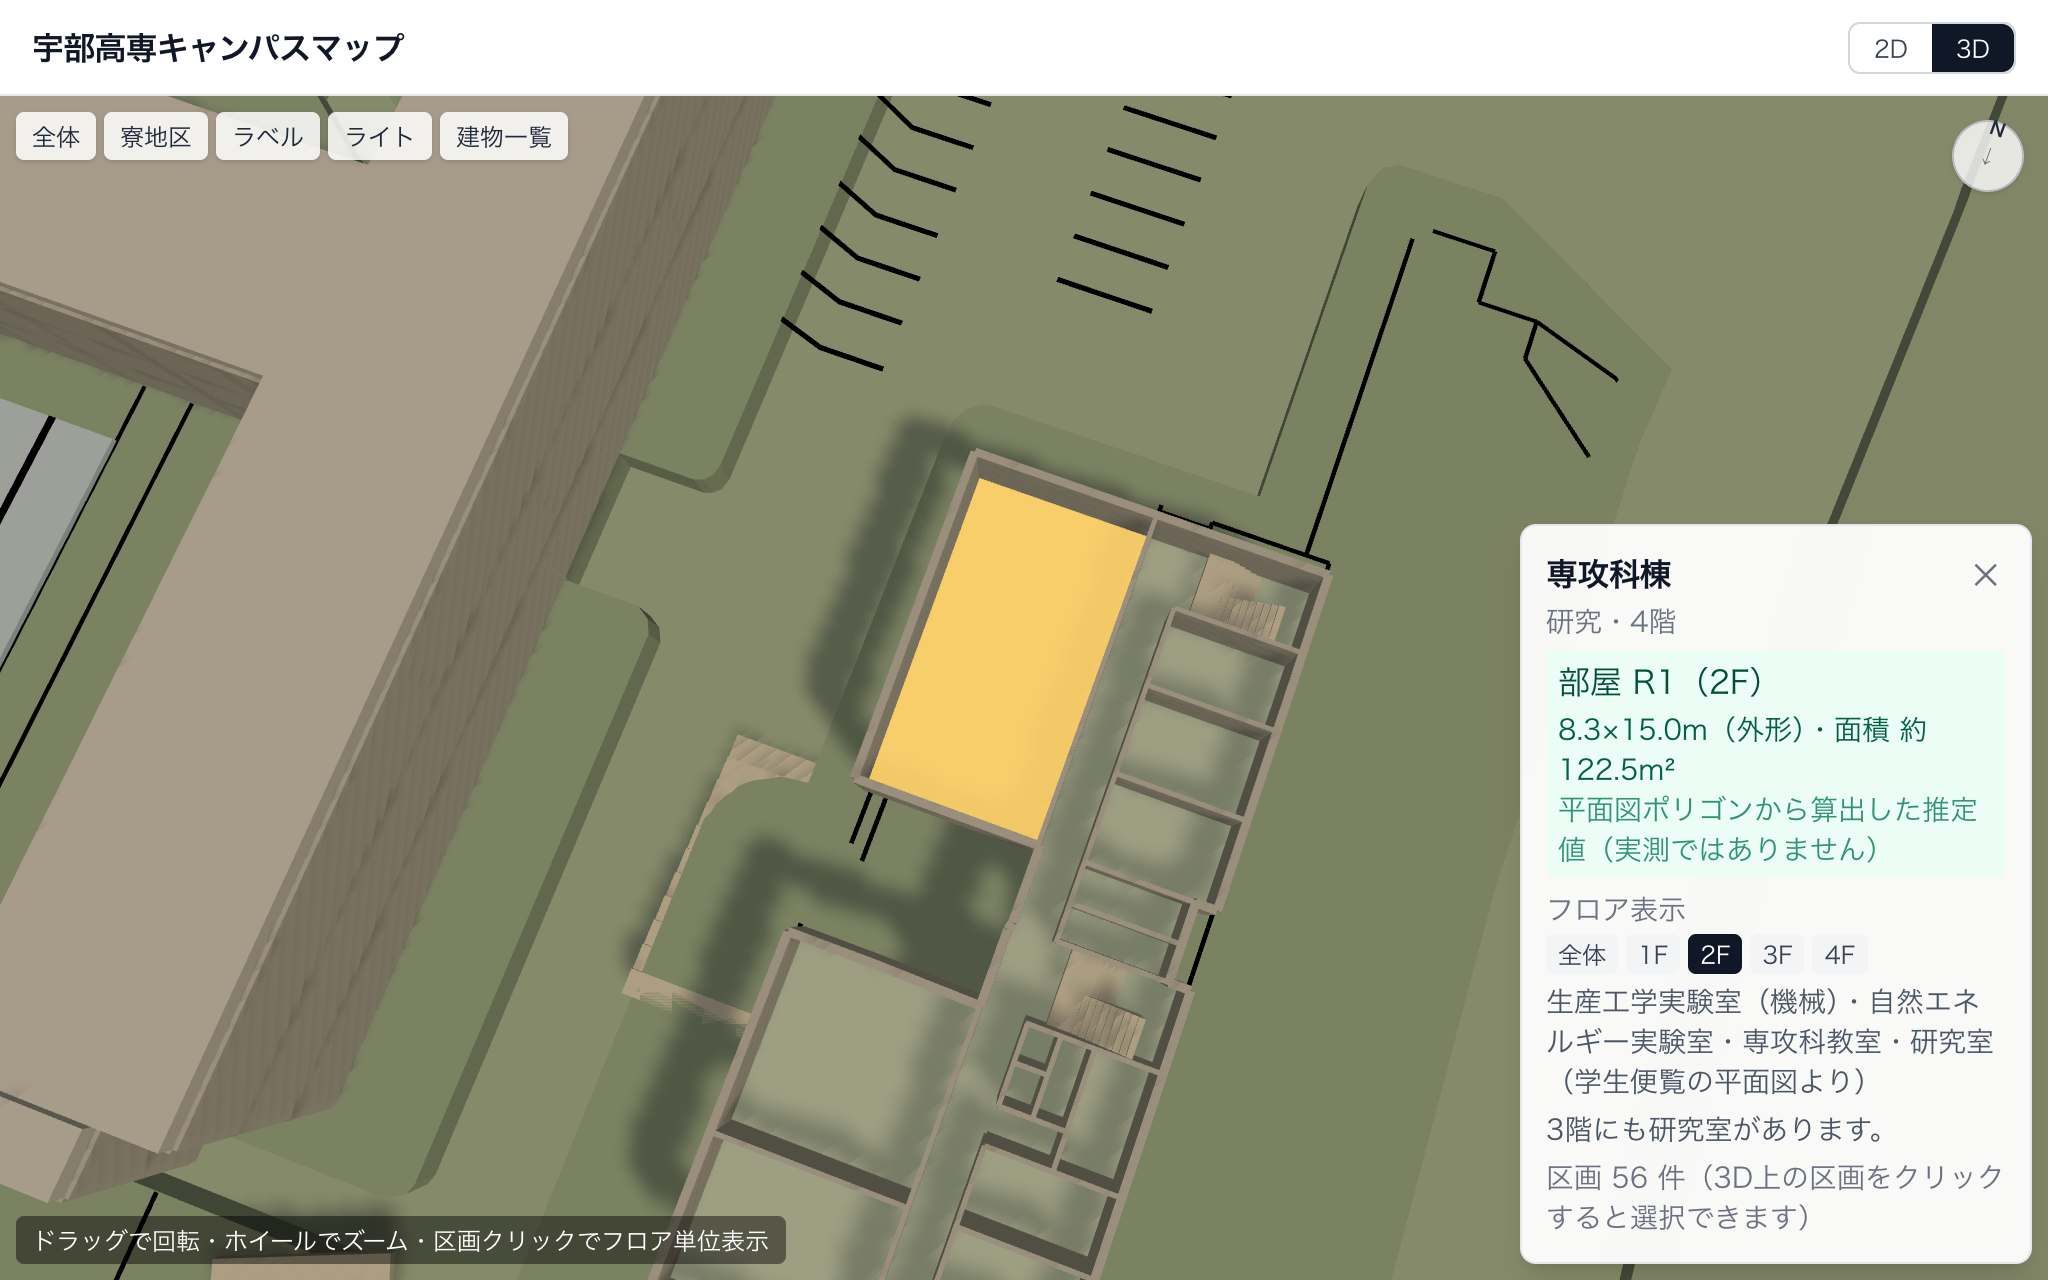 宇部高専キャンパスマップ
2D
3D
全体
寮地区
ラベル
ライト
建物一覧
N
↓
専攻科棟
研究・4階
部屋 R1（2F）
8.3×15.0m（外形）・面積 約
122.5m²
平面図ポリゴンから算出した推定
値（実測ではありません）
フロア表示
全体
1F
2F
3F
4F
生産工学実験室（機械）・自然エネ
ルギー実験室・専攻科教室・研究室
（学生便覧の平面図より）
3階にも研究室があります。
区画 56 件（3D上の区画をクリック
すると選択できます）
ドラッグで回転・ホイールでズーム・区画クリックでフロア単位表示